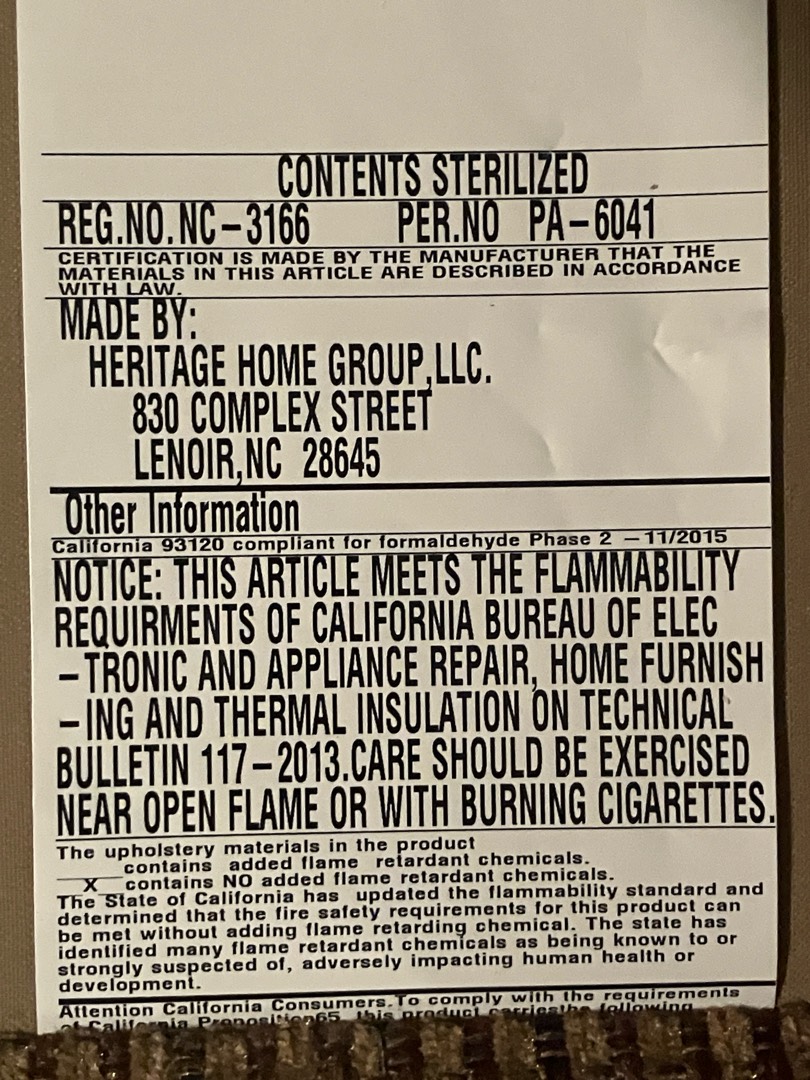 CONTENTS STERILIZED
REG.NO.NC-3166 PER.NO PA-6041
CERTIFICATION IS MADE BY THE MANUFACTURER THAT THE
MATERIALS IN THIS ARTICLE ARE DESCRIBED IN ACCORDANCE
WITH LAW.
MADE BY:
HERITAGE HOME GROUP,LLC.
830 COMPLEX STREET
LENOIR,NC 28645
Other Information
California 93120 compliant for formaldehyde Phase 2 -11/2015
NOTICE: THIS ARTICLE MEETS THE FLAMMABILITY
REQUIRMENTS OF CALIFORNIA BUREAU OF ELEC
-TRONIC AND APPLIANCE REPAIR, HOME FURNISH
-ING AND THERMAL INSULATION ON TECHNICAL
BULLETIN 117-2013.CARE SHOULD BE EXERCISED
NEAR OPEN FLAME OR WITH BURNING CIGARETTES.
The upholstery materials in the product
contains added flame retardant chemicals.
X contains NO added flame retardant chemicals.
The State of California has updated the flammability standard and
determined that the fire safety requirements for this product can
be met without adding flame retarding chemical. The state has
identified many flame retardant chemicals as being known to or
strongly suspected of, adversely impacting human health or
development.
Attention California Consumers.To comply with the requirements
of California Proposition65, this product carriesthe following